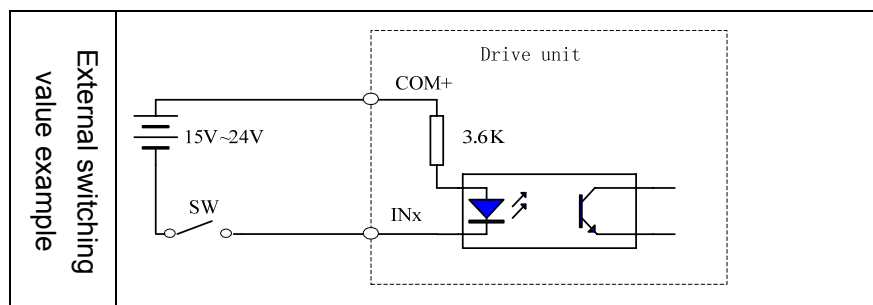 External switching
value example
Drive unit
COM+
15V~24V
3.6K
SW
INx